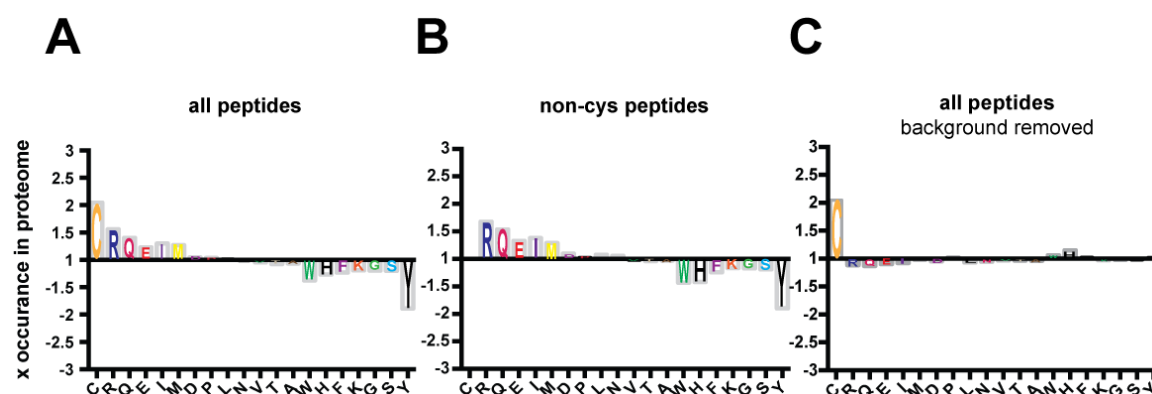 A
B
C
all peptides
non-cys peptides
all peptides
background removed
x occurance in proteome
3
2.5
2
1.5
1
-1.5
-2
-2.5
-3
C R Q E I M D P L N V T A W H F K G S Y
3
2.5
2
1.5
1
-1.5
-2
-2.5
-3
C R Q E I M D P L N V T A W H F K G S Y
3
2.5
2
1.5
1
-1.5
-2
-2.5
-3
C R Q E I M D P L N V T A W H F K G S Y